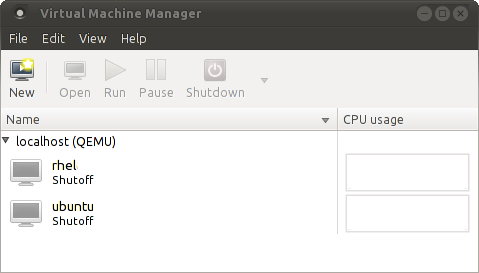 Virtual Machine Manager
File Edit View Help
New Open Run Pause Shutdown
Name CPU usage
localhost (QEMU)
rhel
Shutoff
ubuntu
Shutoff